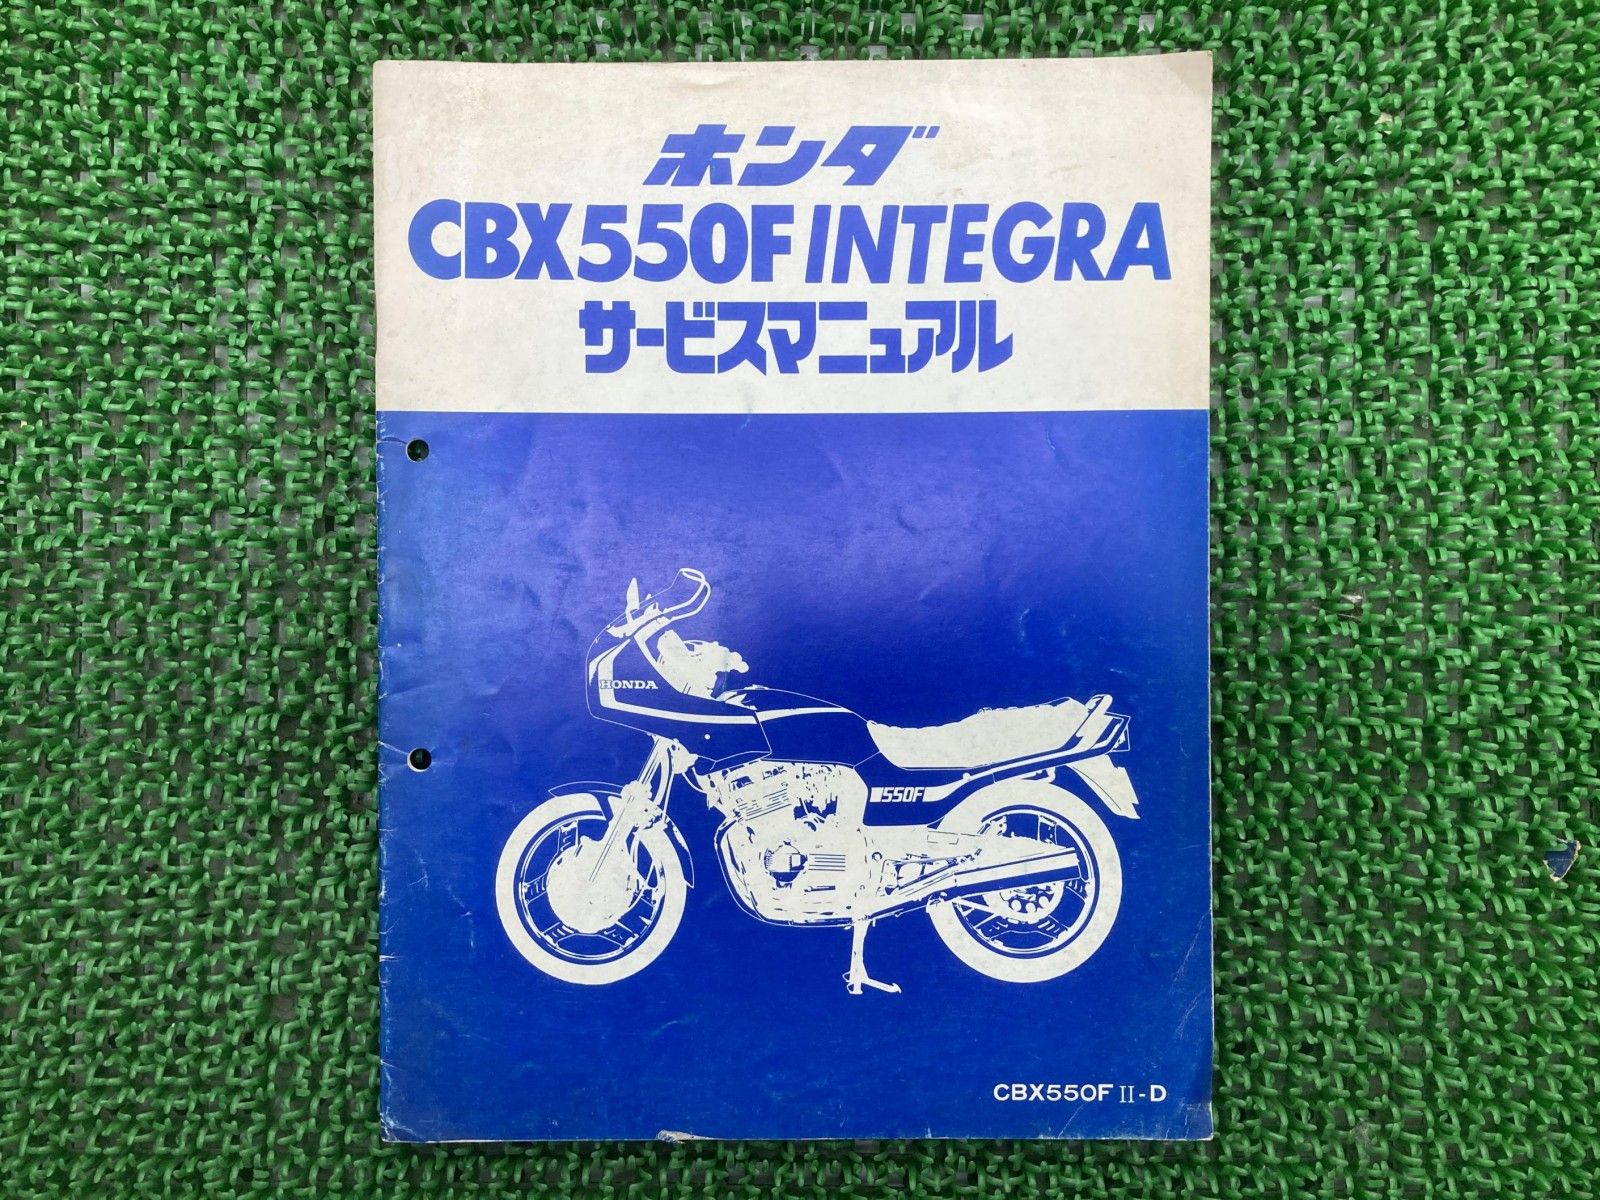 ホンダ
CBX550F INTEGRA
サービスマニュアル
HONDA
550F
CBX550F II-D